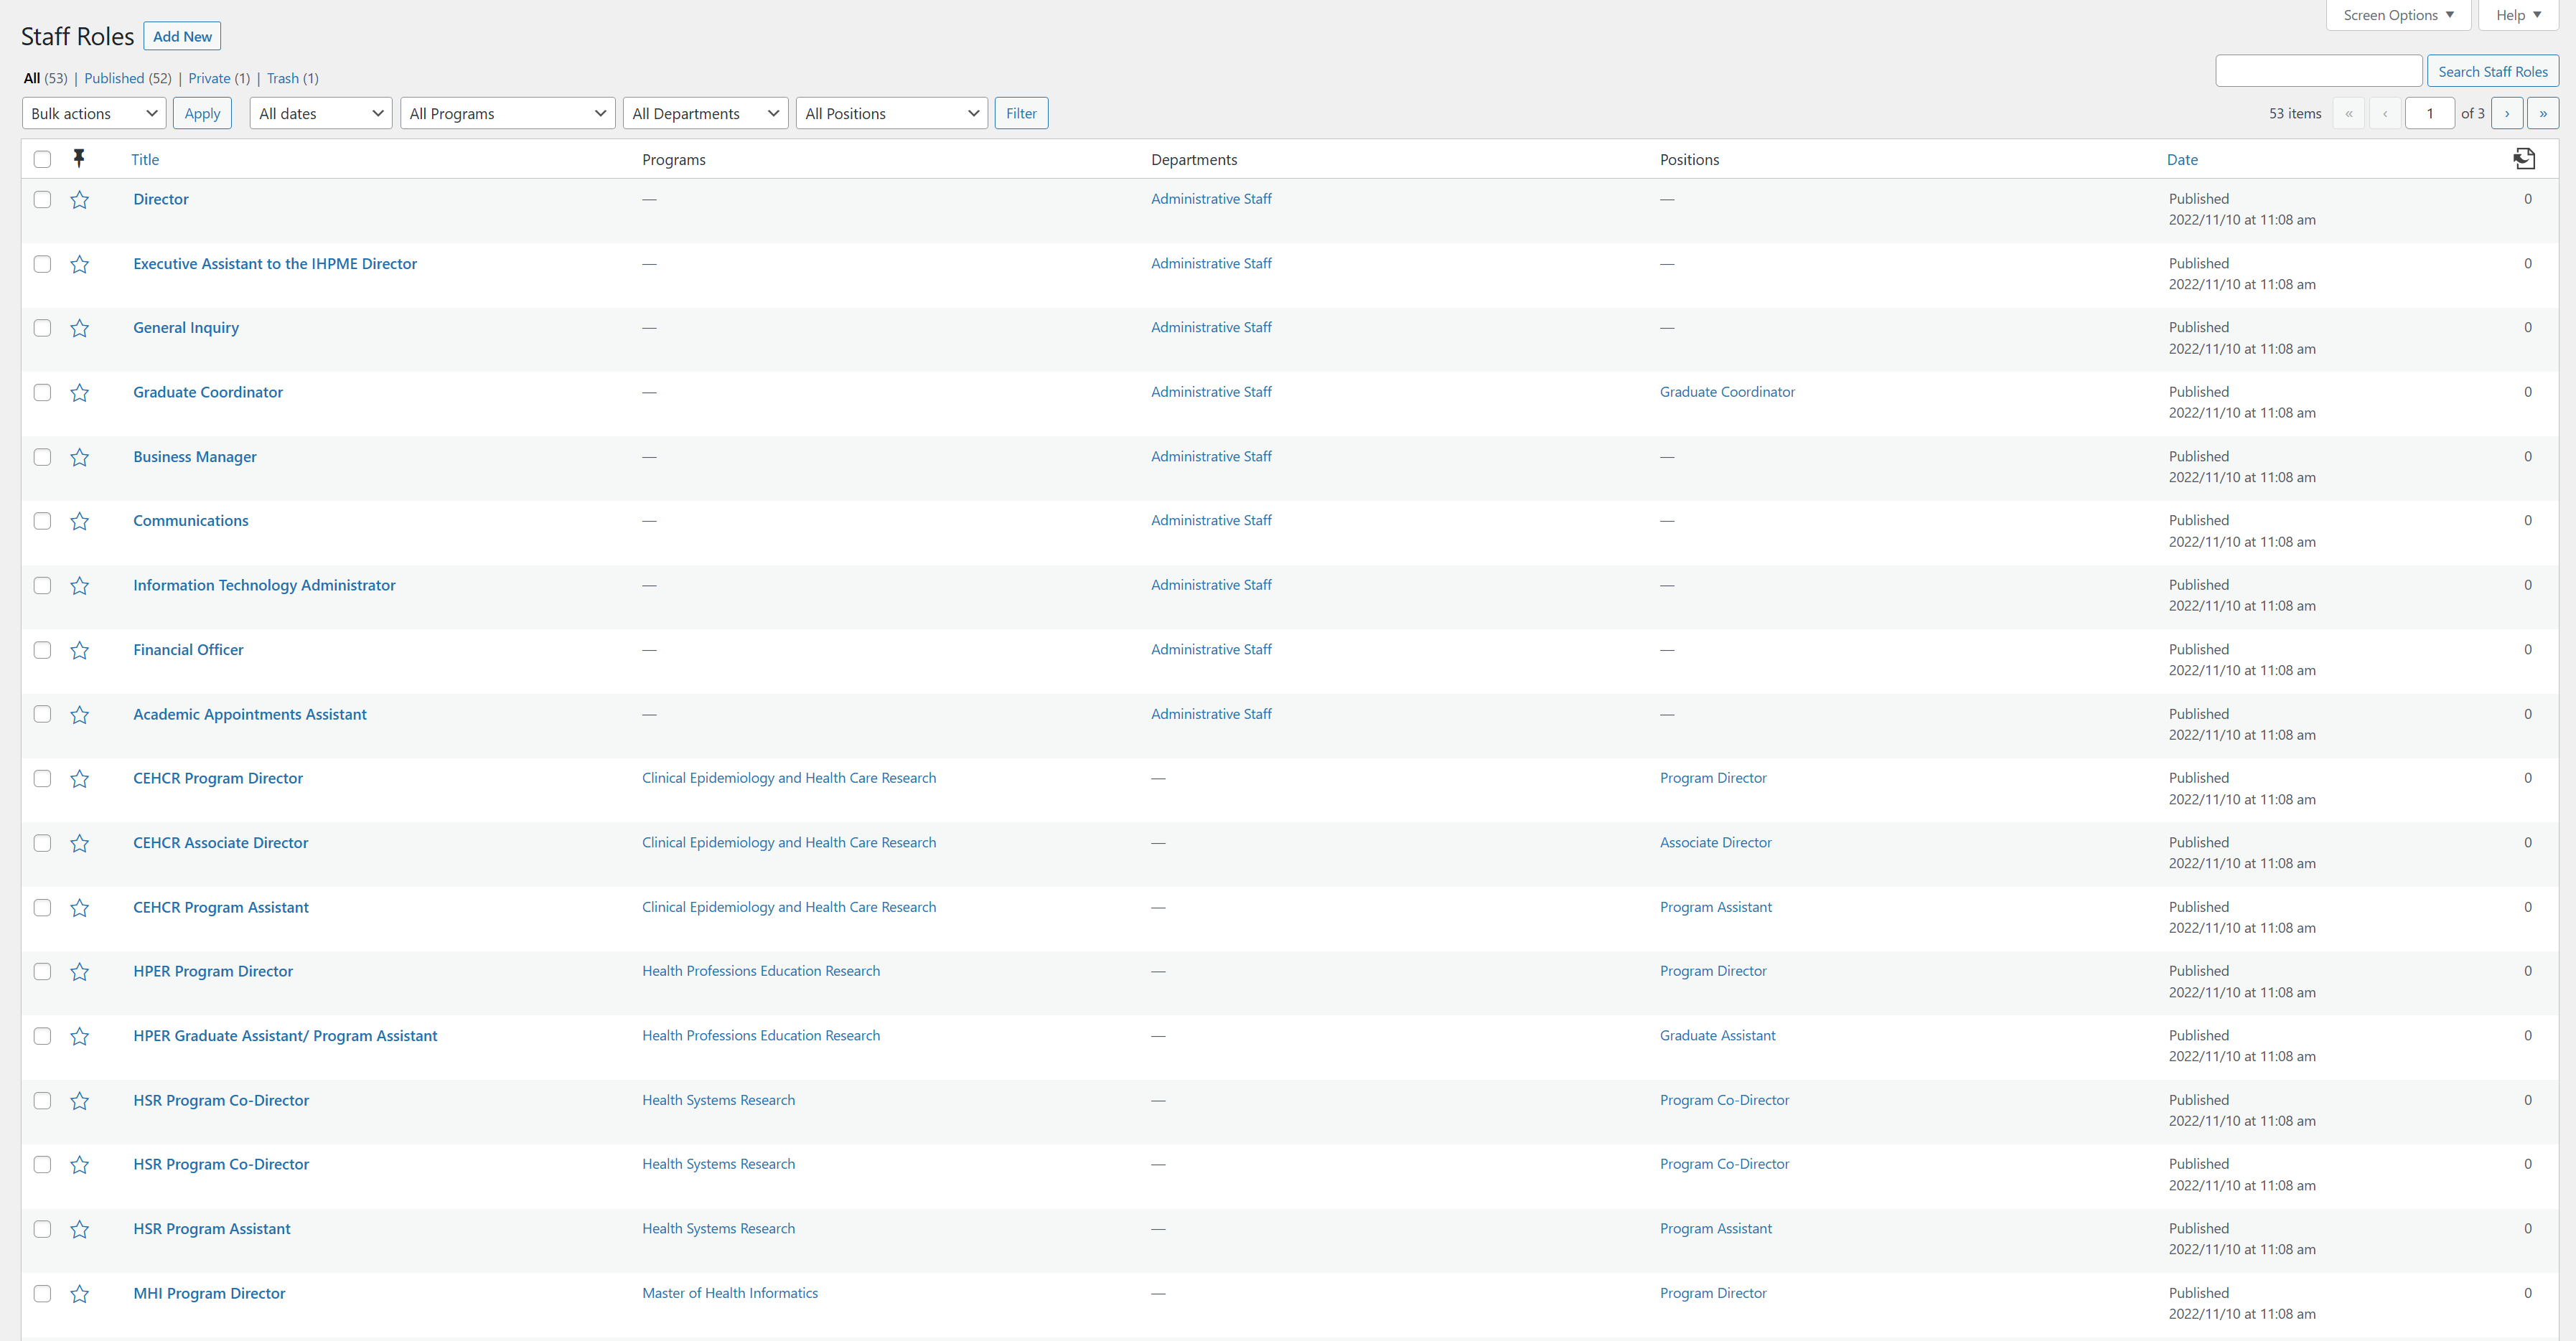 Screen Options ▼ Help ▼
Staff Roles Add New
All (53) | Published (52) | Private (1) | Trash (1)
Search Staff Roles
Bulk actions Apply All dates All Programs All Departments All Positions Filter 53 items « ‹ 1 of 3 › »
Title Programs Departments Positions Date
Director — Administrative Staff — Published 0
2022/11/10 at 11:08 am
Executive Assistant to the IHPME Director — Administrative Staff — Published 0
2022/11/10 at 11:08 am
General Inquiry — Administrative Staff — Published 0
2022/11/10 at 11:08 am
Graduate Coordinator — Administrative Staff Graduate Coordinator Published 0
2022/11/10 at 11:08 am
Business Manager — Administrative Staff — Published 0
2022/11/10 at 11:08 am
Communications — Administrative Staff — Published 0
2022/11/10 at 11:08 am
Information Technology Administrator — Administrative Staff — Published 0
2022/11/10 at 11:08 am
Financial Officer — Administrative Staff — Published 0
2022/11/10 at 11:08 am
Academic Appointments Assistant — Administrative Staff — Published 0
2022/11/10 at 11:08 am
CEHCR Program Director Clinical Epidemiology and Health Care Research — Program Director Published 0
2022/11/10 at 11:08 am
CEHCR Associate Director Clinical Epidemiology and Health Care Research — Associate Director Published 0
2022/11/10 at 11:08 am
CEHCR Program Assistant Clinical Epidemiology and Health Care Research — Program Assistant Published 0
2022/11/10 at 11:08 am
HPER Program Director Health Professions Education Research — Program Director Published 0
2022/11/10 at 11:08 am
HPER Graduate Assistant/ Program Assistant Health Professions Education Research — Graduate Assistant Published 0
2022/11/10 at 11:08 am
HSR Program Co-Director Health Systems Research — Program Co-Director Published 0
2022/11/10 at 11:08 am
HSR Program Co-Director Health Systems Research — Program Co-Director Published 0
2022/11/10 at 11:08 am
HSR Program Assistant Health Systems Research — Program Assistant Published 0
2022/11/10 at 11:08 am
MHI Program Director Master of Health Informatics — Program Director Published 0
2022/11/10 at 11:08 am